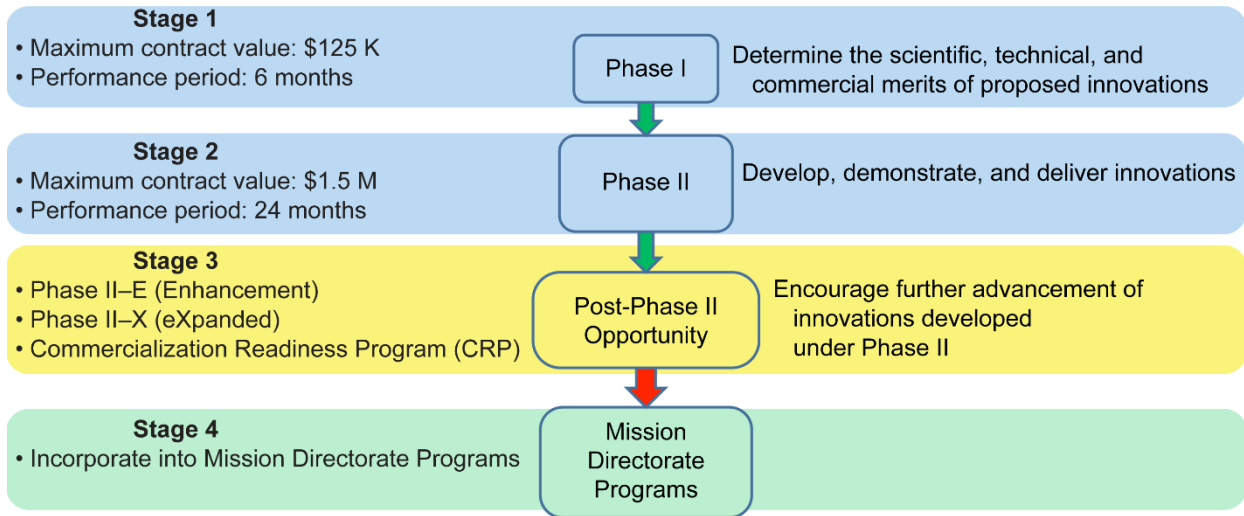 Stage 1
• Maximum contract value: $125 K
• Performance period: 6 months
Phase I
Determine the scientific, technical, and
commercial merits of proposed innovations
Stage 2
• Maximum contract value: $1.5 M
• Performance period: 24 months
Phase II
Develop, demonstrate, and deliver innovations
Stage 3
• Phase II–E (Enhancement)
• Phase II–X (eXpanded)
• Commercialization Readiness Program (CRP)
Post-Phase II
Opportunity
Encourage further advancement of
innovations developed
under Phase II
Stage 4
• Incorporate into Mission Directorate Programs
Mission
Directorate
Programs